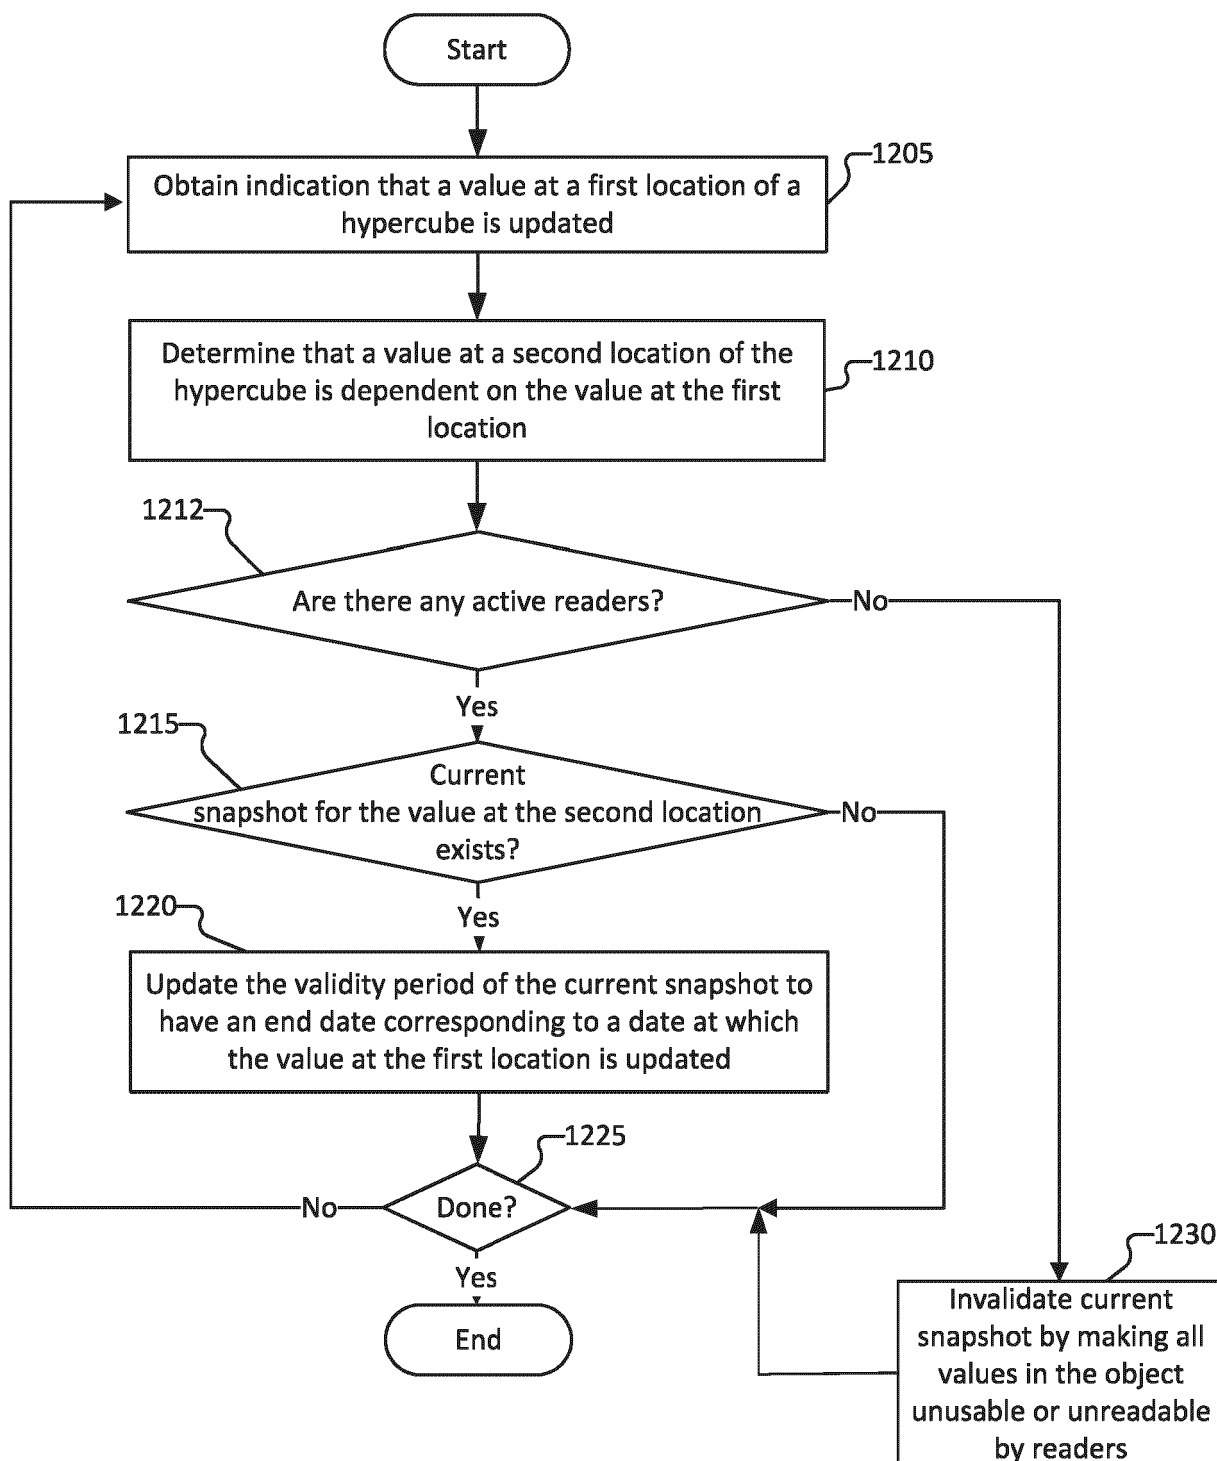 Start
1205
Obtain indication that a value at a first location of a
hypercube is updated
Determine that a value at a second location of the
hypercube is dependent on the value at the first
location
1210
1212
Are there any active readers?
No
Yes
1215
Current
snapshot for the value at the second location
exists?
No
Yes
1220
Update the validity period of the current snapshot to
have an end date corresponding to a date at which
the value at the first location is updated
1225
Done?
No
Yes
End
1230
Invalidate current
snapshot by making all
values in the object
unusable or unreadable
by readers